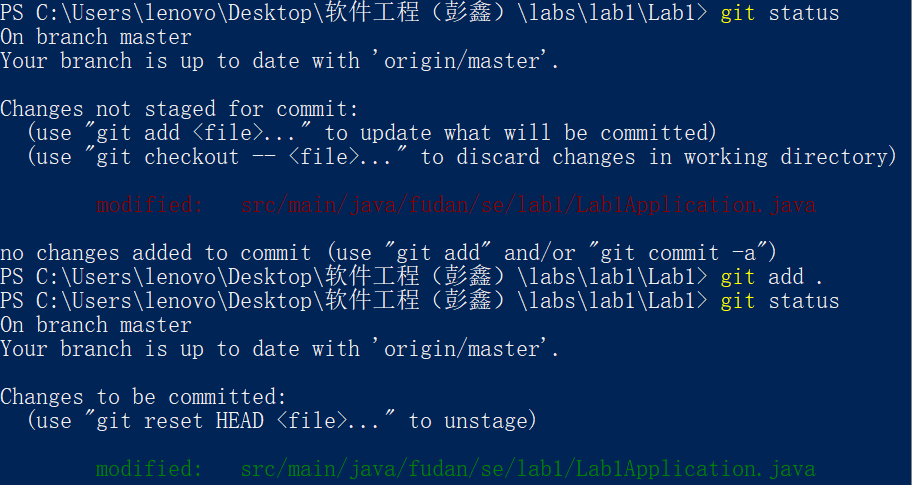 PS C:\Users\lenovo\Desktop\软件工程（彭鑫）\labs\lab1\Lab1> git status
On branch master
Your branch is up to date with 'origin/master'.
Changes not staged for commit:
(use "git add <file>..." to update what will be committed)
(use "git checkout -- <file>..." to discard changes in working directory)
modified: src/main/java/fudan/se/lab1/Lab1Application.java
no changes added to commit (use "git add" and/or "git commit -a")
PS C:\Users\lenovo\Desktop\软件工程（彭鑫）\labs\lab1\Lab1> git add .
PS C:\Users\lenovo\Desktop\软件工程（彭鑫）\labs\lab1\Lab1> git status
On branch master
Your branch is up to date with 'origin/master'.
Changes to be committed:
(use "git reset HEAD <file>..." to unstage)
modified: src/main/java/fudan/se/lab1/Lab1Application.java